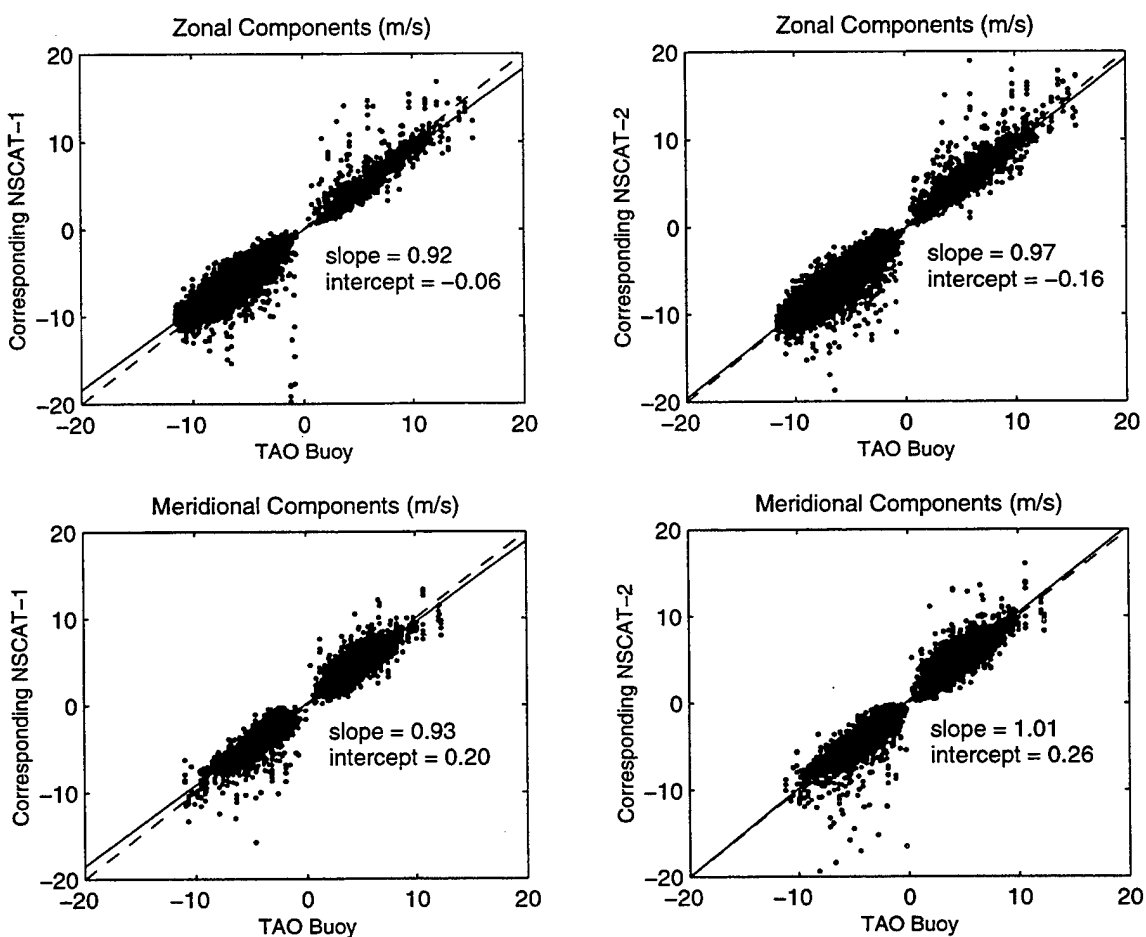 Zonal Components (m/s)
20
10
0
−10
−20
−20 −10 0 10 20
Corresponding NSCAT−1
TAO Buoy
slope = 0.92
intercept = −0.06
Zonal Components (m/s)
20
10
0
−10
−20
−20 −10 0 10 20
Corresponding NSCAT−2
TAO Buoy
slope = 0.97
intercept = −0.16
Meridional Components (m/s)
20
10
0
−10
−20
−20 −10 0 10 20
Corresponding NSCAT−1
TAO Buoy
slope = 0.93
intercept = 0.20
Meridional Components (m/s)
20
10
0
−10
−20
−20 −10 0 10 20
Corresponding NSCAT−2
TAO Buoy
slope = 1.01
intercept = 0.26